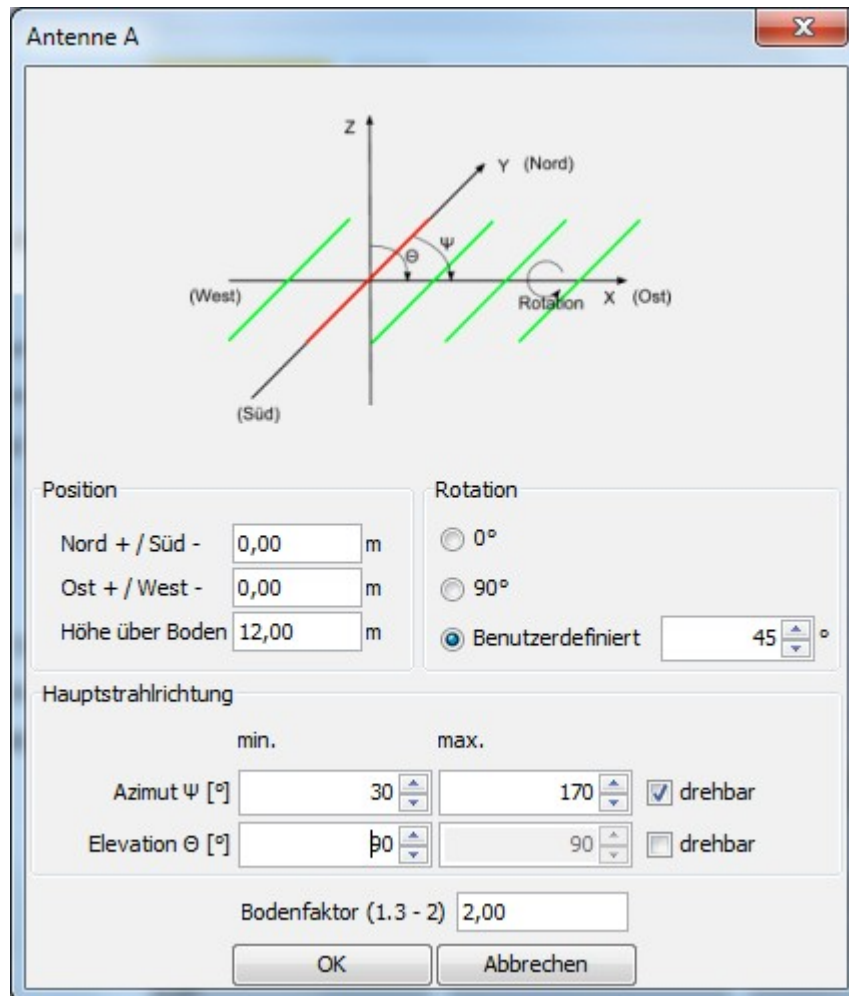 Antenne A
Z
Y (Nord)
Θ
Ψ
(West)
Rotation
X (Ost)
(Süd)
Position
Nord + / Süd - 0,00 m
Ost + / West - 0,00 m
Höhe über Boden 12,00 m
Rotation
0°
90°
Benutzerdefiniert 45 °
Hauptstrahlrichtung
min. max.
Azimut Ψ [°] 30 170 drehbar
Elevation Θ [°] 90 90 drehbar
Bodenfaktor (1.3 - 2) 2,00
OK Abbrechen